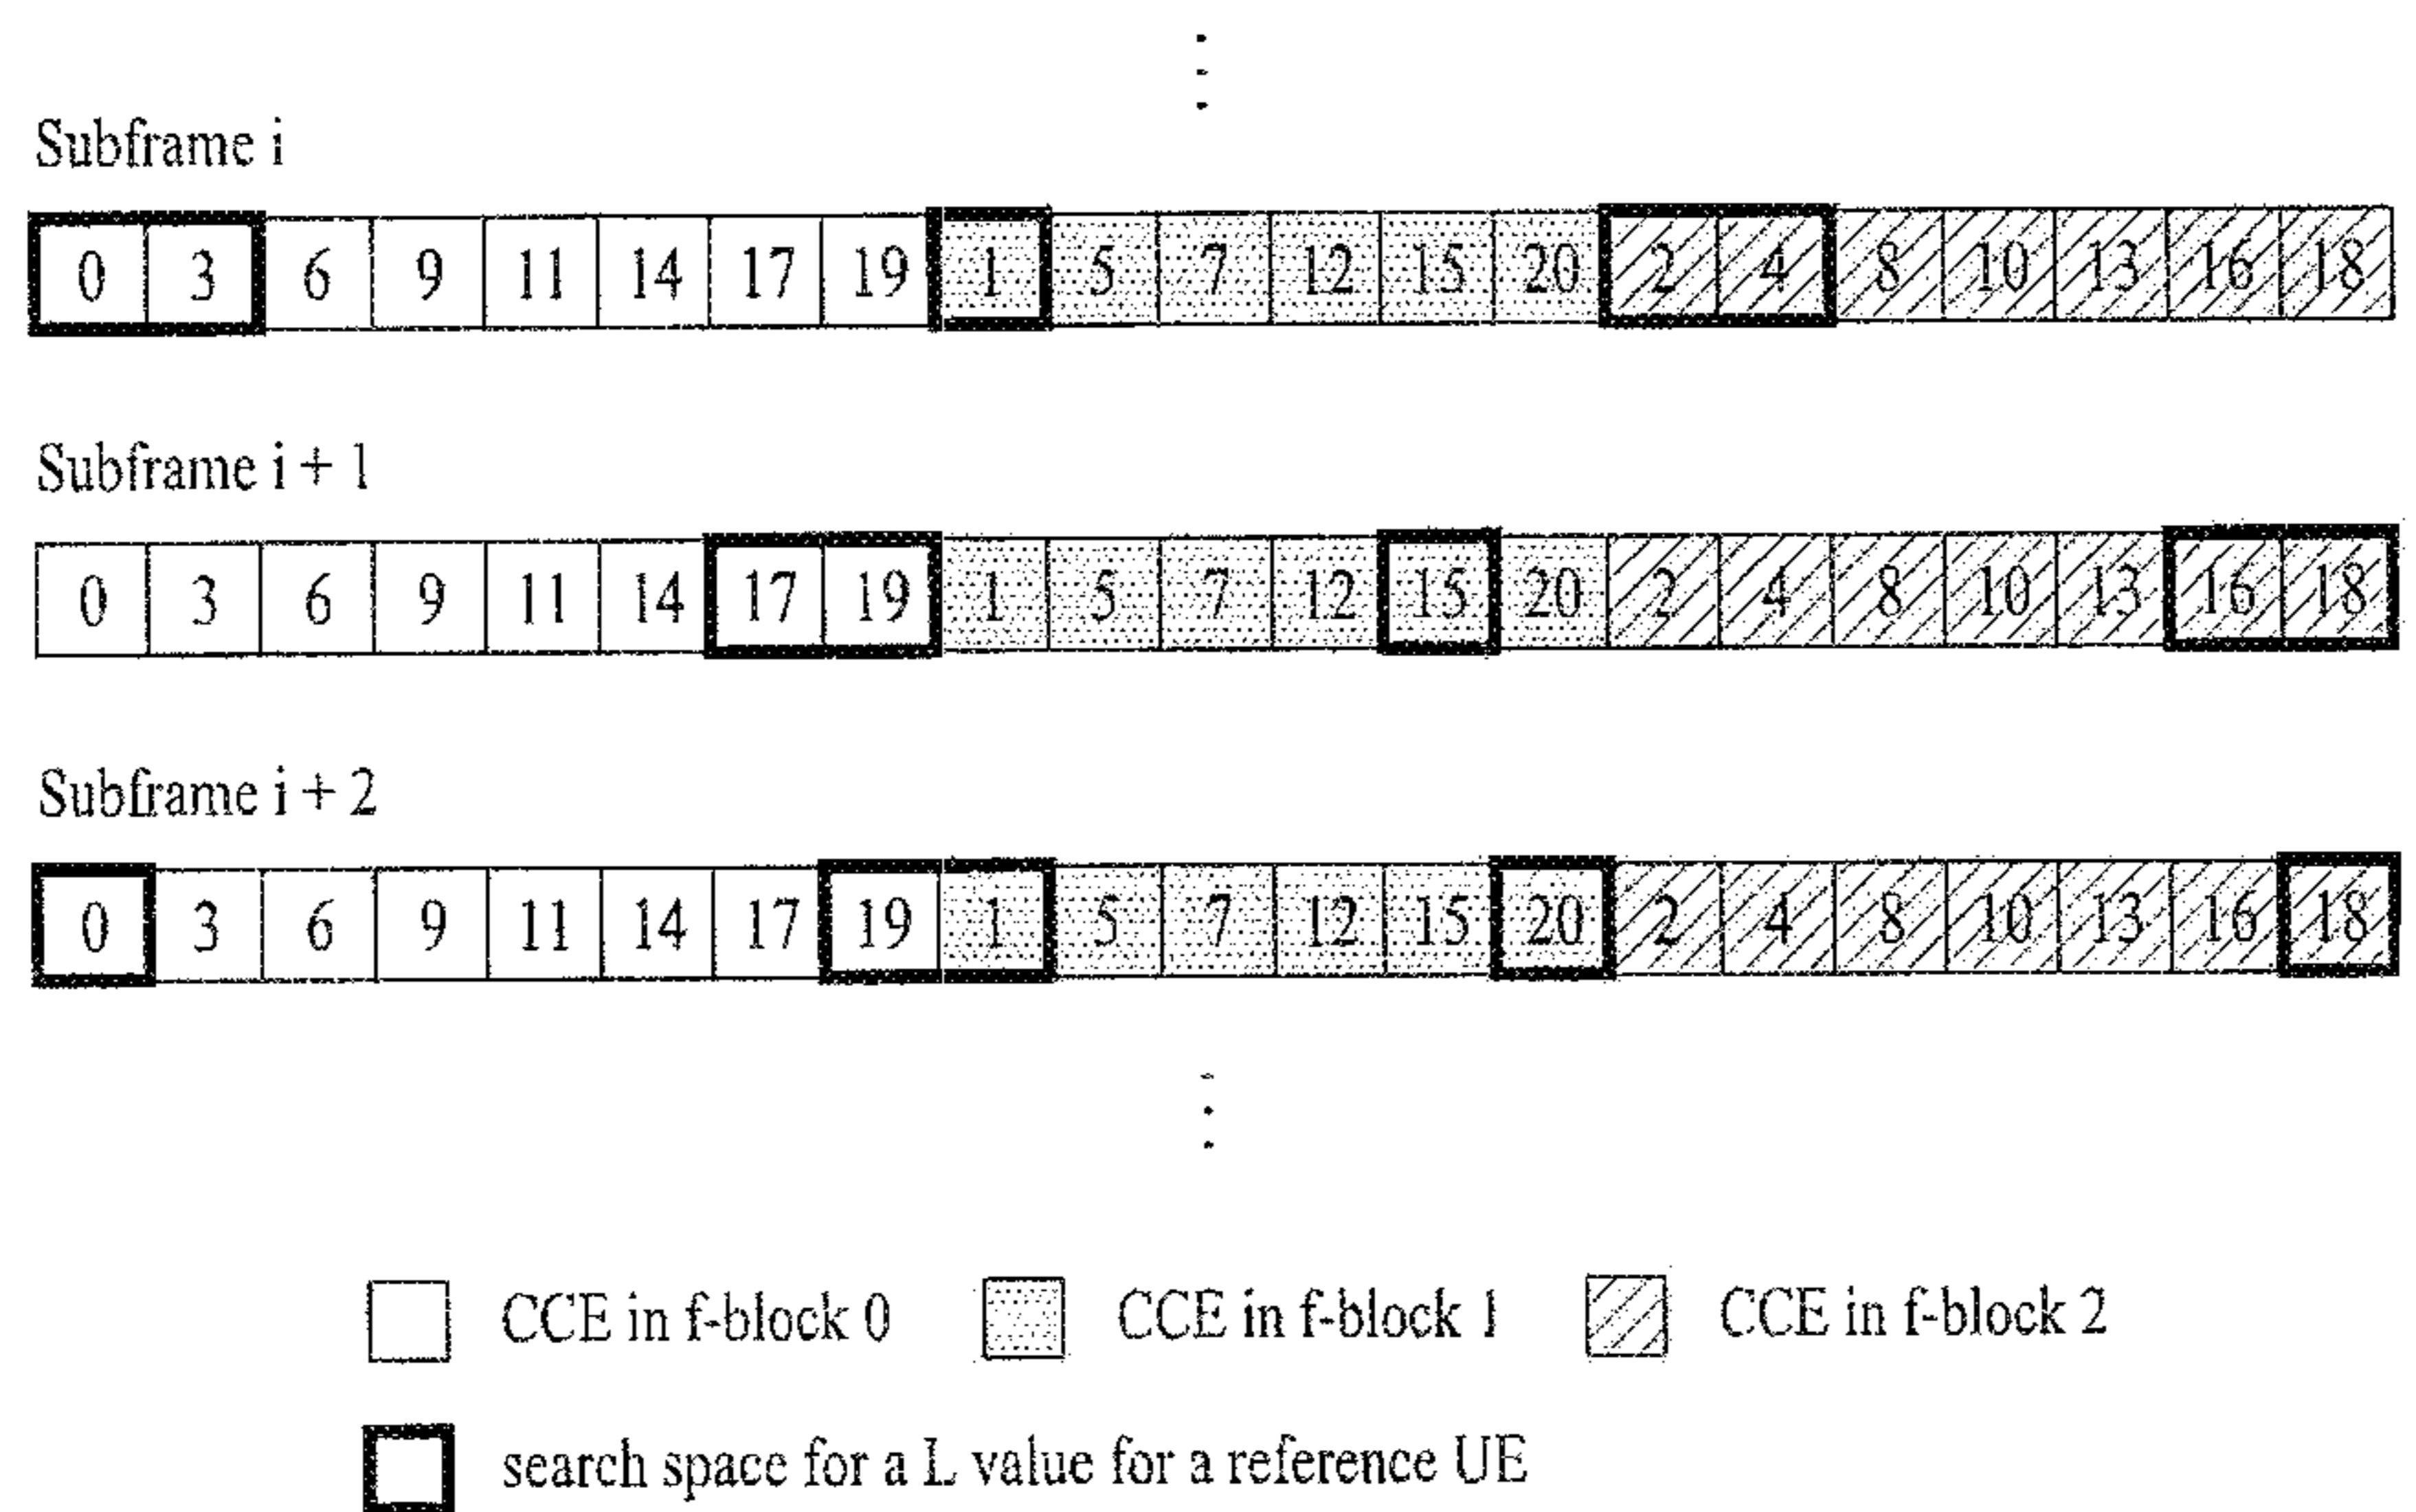 Subframe i
0 3 6 9 11 14 17 19 1 5 7 12 15 20 2 4 8 10 13 16 18
Subframe i + 1
0 3 6 9 11 14 17 19 1 5 7 12 15 20 2 4 8 10 13 16 18
Subframe i + 2
0 3 6 9 11 14 17 19 1 5 7 12 15 20 2 4 8 10 13 16 18
CCE in f-block 0 CCE in f-block 1 CCE in f-block 2
search space for a L value for a reference UE